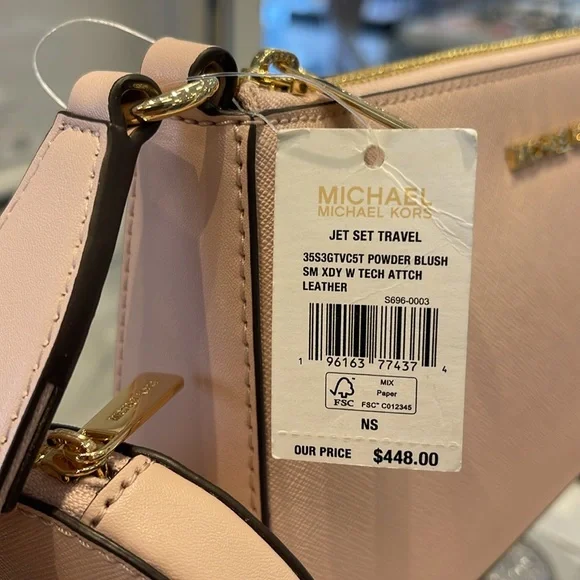 MICHAEL
MICHAEL KORS
JET SET TRAVEL
35S3GTVC5T POWDER BLUSH
SM XDY W TECH ATTCH
LEATHER
S696-0003
1 96163 77437 4
MIX
Paper
FSC
FSC® C012345
NS
OUR PRICE $448.00